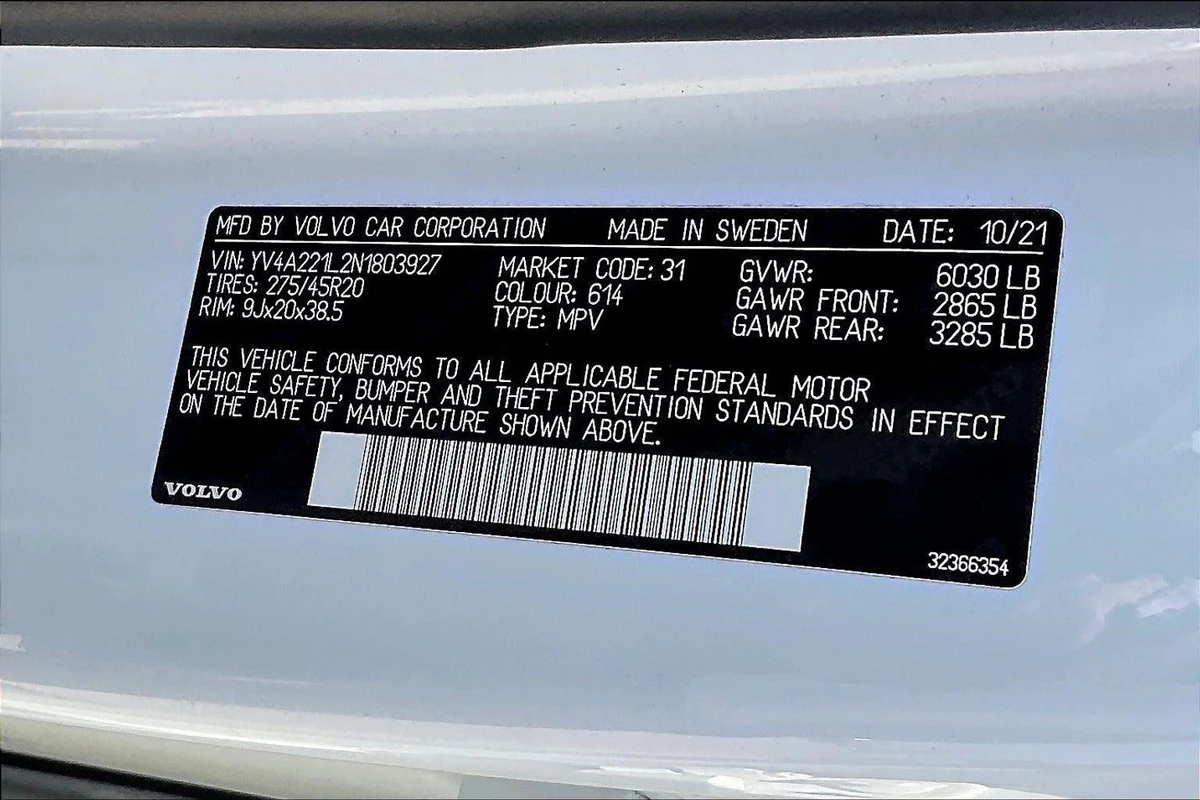 MFD BY VOLVO CAR CORPORATION MADE IN SWEDEN DATE: 10/21
VIN: YV4A221L2N1803927 MARKET CODE: 31 GVWR: 6030 LB
TIRES: 275/45R20 COLOUR: 614 GAWR FRONT: 2865 LB
RIM: 9Jx20x38.5 TYPE: MPV GAWR REAR: 3285 LB
THIS VEHICLE CONFORMS TO ALL APPLICABLE FEDERAL MOTOR
VEHICLE SAFETY, BUMPER AND THEFT PREVENTION STANDARDS IN EFFECT
ON THE DATE OF MANUFACTURE SHOWN ABOVE.
VOLVO
32366354